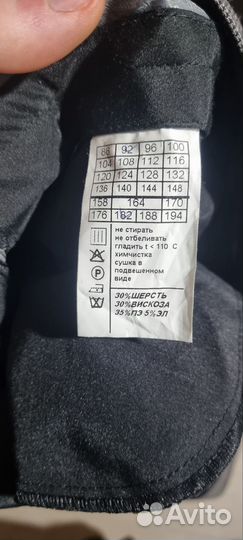 88 92 96 100
104 108 112 116
120 124 128 132
136 140 144 148
158 164 170
176 182 188 194
не стирать
не отбеливать
гладить t < 110 С
химчистка
сушка в
подвешенном
виде
P
30%ШЕРСТЬ
30%ВИСКОЗА
35%ПЭ 5%ЭЛ
Avito